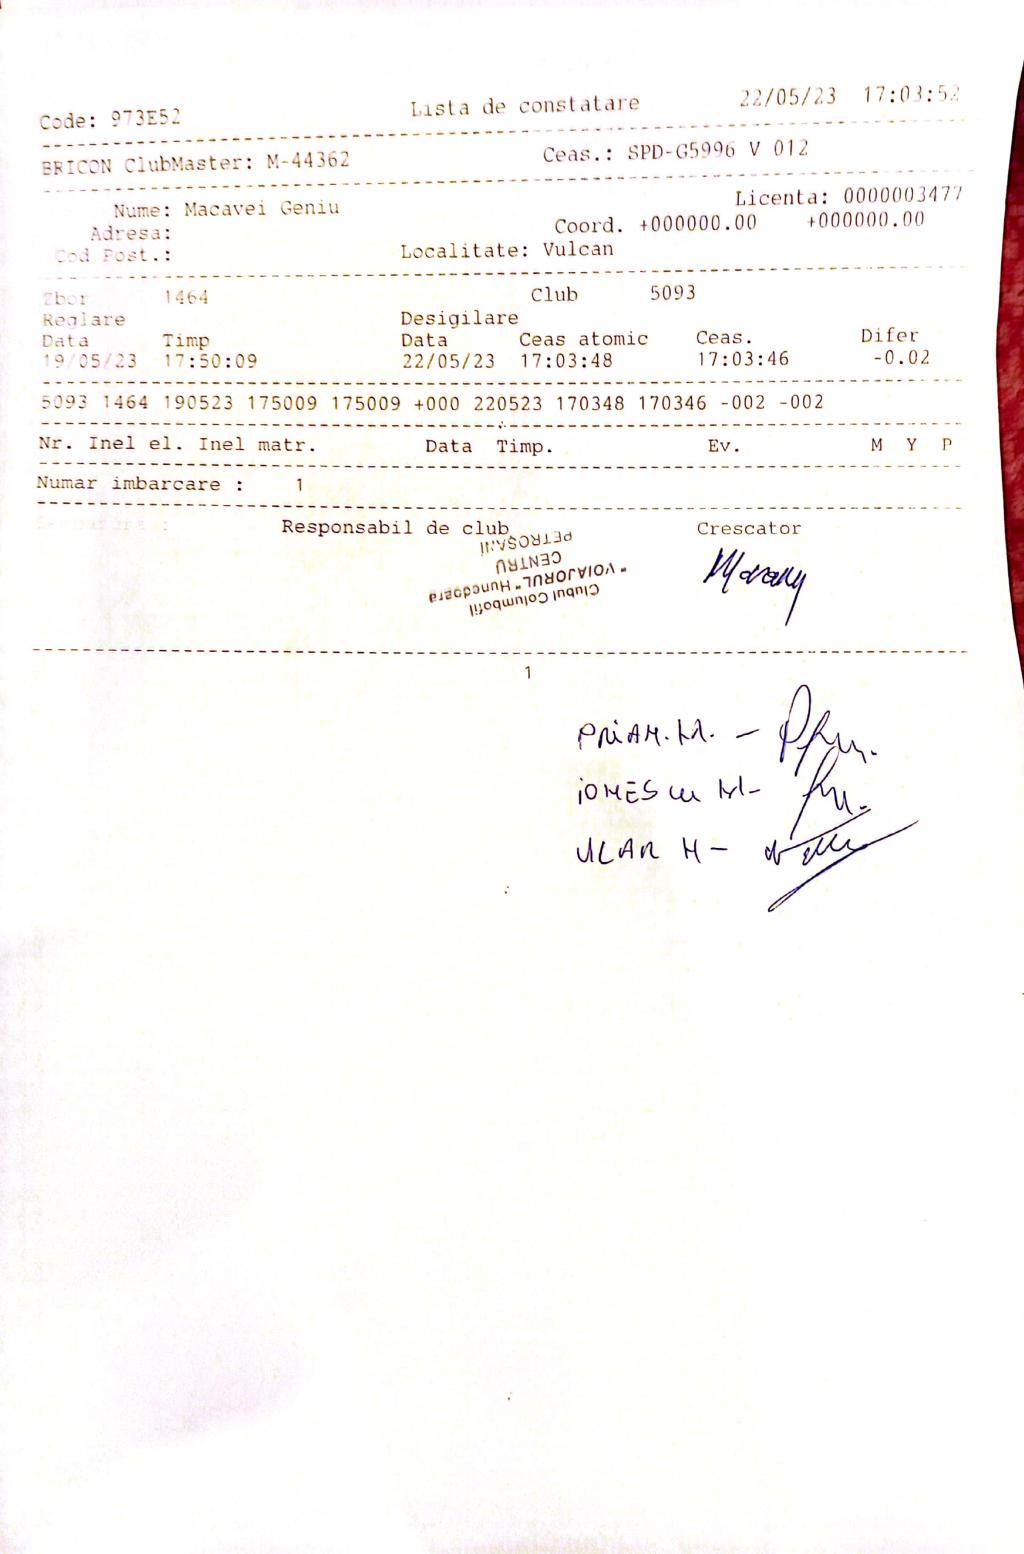 Code: 973E52 Lista de constatare 22/05/23 17:03:52
BRICON ClubMaster: M-44362 Ceas.: SPD-G5996 V 012
Nume: Macavei Geniu Licenta: 0000003477
Adresa: Coord. +000000.00 +000000.00
Cod Post.: Localitate: Vulcan
Zbor 1464 Club 5093
Reglare Desigilare
Data Timp Data Ceas atomic Ceas. Difer
19/05/23 17:50:09 22/05/23 17:03:48 17:03:46 -0.02
5093 1464 190523 175009 175009 +000 220523 170348 170346 -002 -002
Nr. Inel el. Inel matr. Data Timp. Ev. M Y P
Numar imbarcare : 1
Semnatura : Responsabil de club Crescator
Clubul Columbofil
"VOIAJORUL" Hunedoara
CENTRU
PETROȘANI
1
PRiAM. M. -
iONESCU M -
ULAR M -